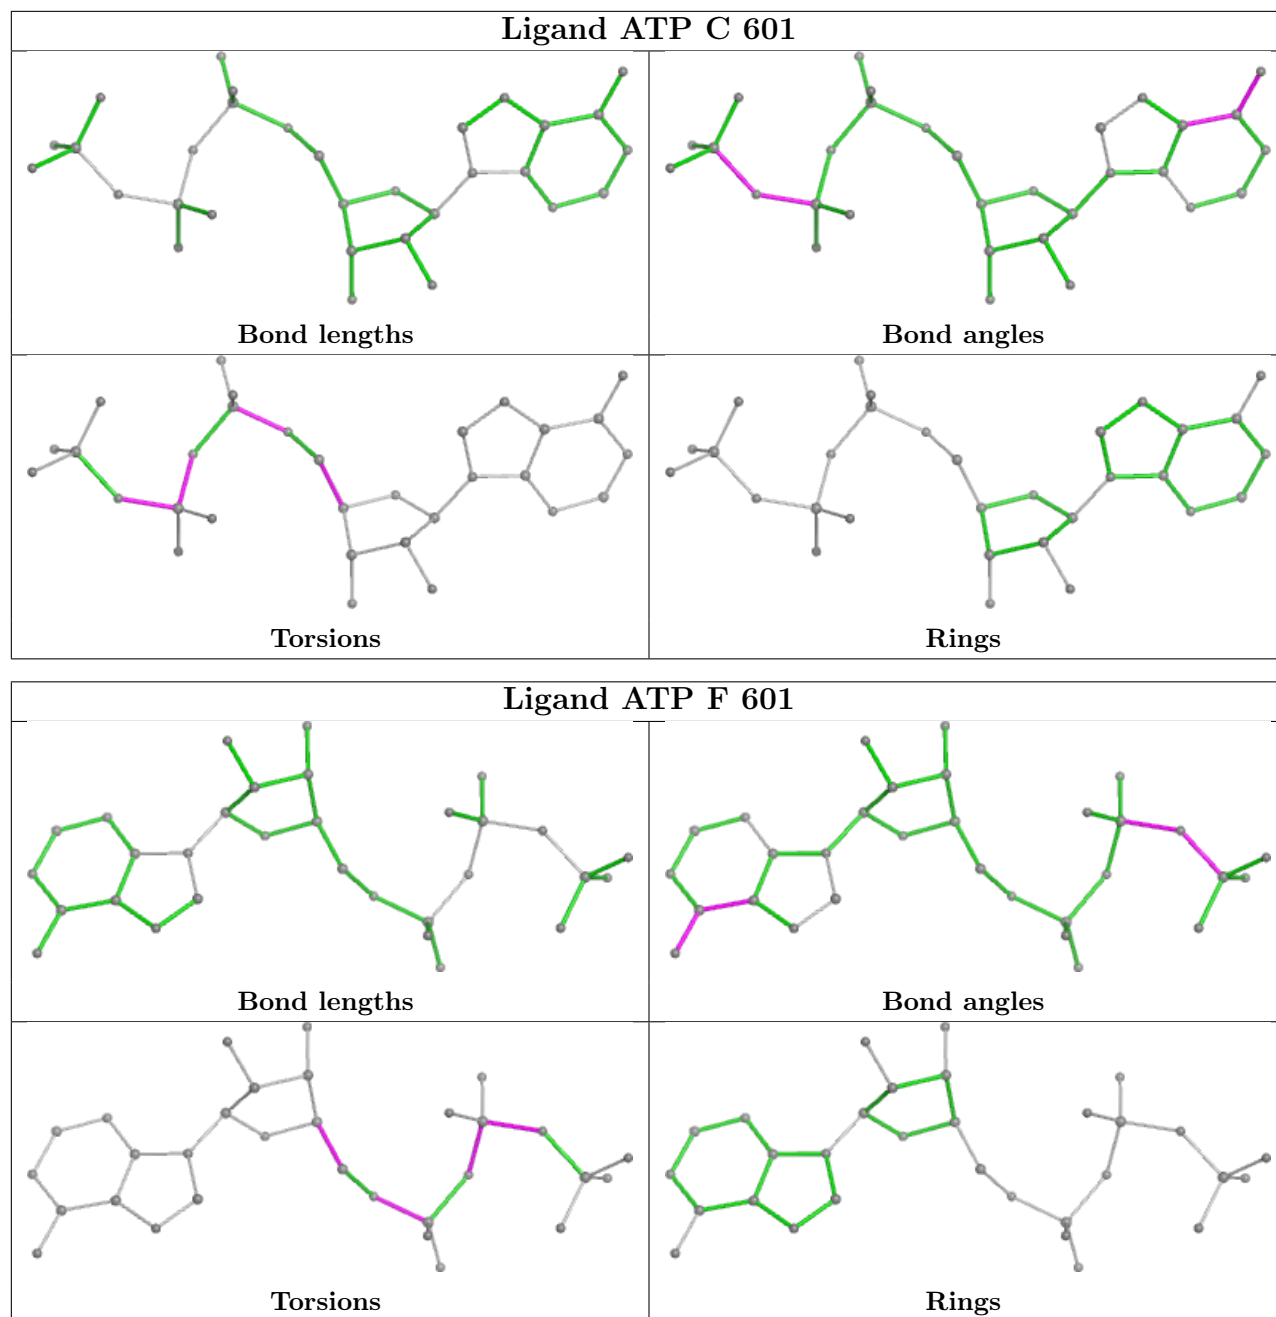 Ligand ATP C 601
Bond lengths
Bond angles
Torsions
Rings
Ligand ATP F 601
Bond lengths
Bond angles
Torsions
Rings